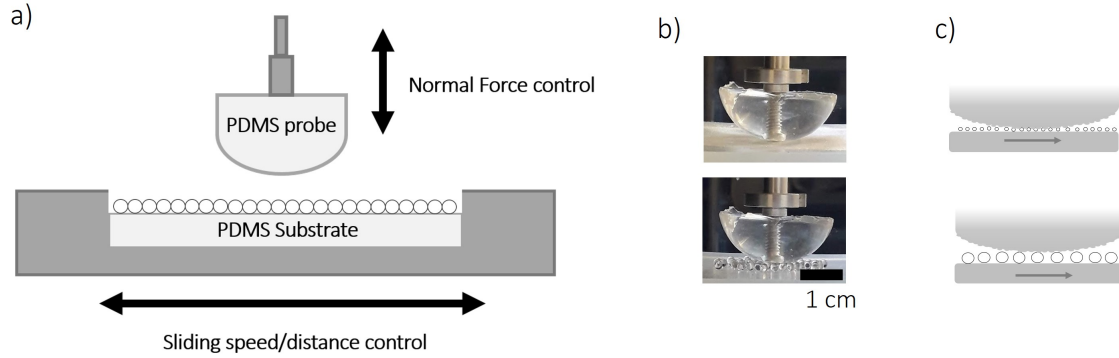 a)
Normal Force control
PDMS probe
PDMS Substrate
Sliding speed/distance control
b)
1 cm
c)